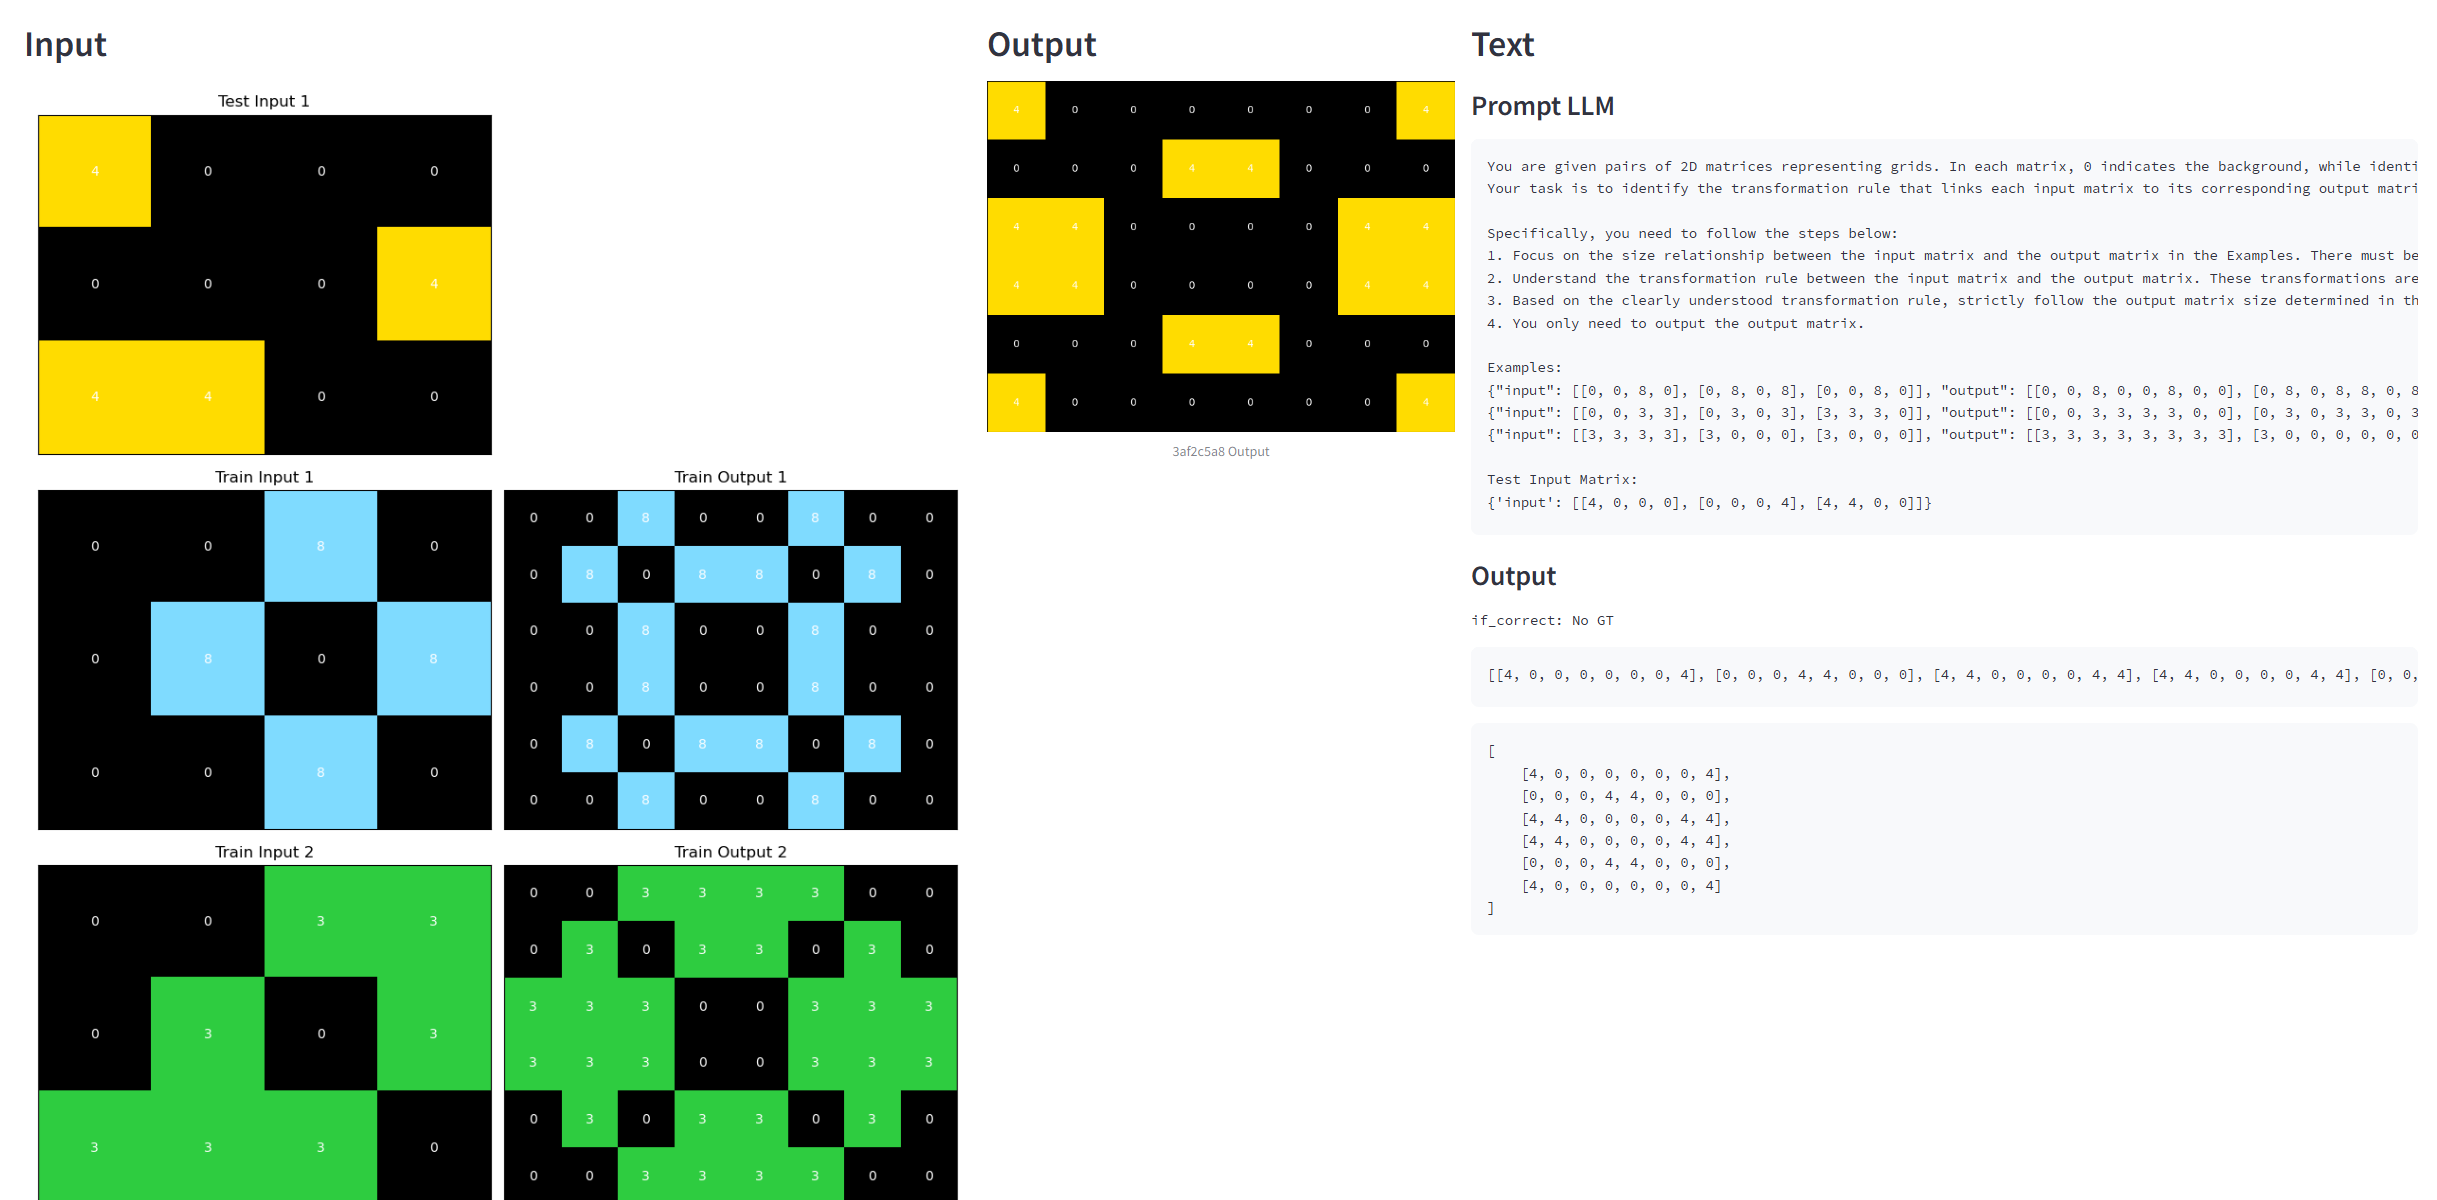 Input
Test Input 1
4 0 0 0
0 0 0 4
4 4 0 0
Train Input 1
0 0 8 0
0 8 0 8
0 0 8 0
Train Output 1
0 0 8 0 0 8 0 0
0 8 0 8 8 0 8 0
0 0 8 0 0 8 0 0
0 0 8 0 0 8 0 0
0 8 0 8 8 0 8 0
0 0 8 0 0 8 0 0
Train Input 2
0 0 3 3
0 3 0 3
3 3 3 0
Train Output 2
0 0 3 3 3 3 0 0
0 3 0 3 3 0 3 0
3 3 3 0 0 3 3 3
3 3 3 0 0 3 3 3
0 3 0 3 3 0 3 0
0 0 3 3 3 3 0 0
Output
4 0 0 0 0 0 0 4
0 0 0 4 4 0 0 0
4 4 0 0 0 0 4 4
4 4 0 0 0 0 4 4
0 0 0 4 4 0 0 0
4 0 0 0 0 0 0 4
3af2c5a8 Output
Text
Prompt LLM
You are given pairs of 2D matrices representing grids. In each matrix, 0 indicates the background, while identi
Your task is to identify the transformation rule that links each input matrix to its corresponding output matri
Specifically, you need to follow the steps below:
1. Focus on the size relationship between the input matrix and the output matrix in the Examples. There must be
2. Understand the transformation rule between the input matrix and the output matrix. These transformations are
3. Based on the clearly understood transformation rule, strictly follow the output matrix size determined in th
4. You only need to output the output matrix.
Examples:
{"input": [[0, 0, 8, 0], [0, 8, 0, 8], [0, 0, 8, 0]], "output": [[0, 0, 8, 0, 0, 8, 0, 0], [0, 8, 0, 8, 8, 0, 8
{"input": [[0, 0, 3, 3], [0, 3, 0, 3], [3, 3, 3, 0]], "output": [[0, 0, 3, 3, 3, 3, 0, 0], [0, 3, 0, 3, 3, 0, 3
{"input": [[3, 3, 3, 3], [3, 0, 0, 0], [3, 0, 0, 0]], "output": [[3, 3, 3, 3, 3, 3, 3, 3], [3, 0, 0, 0, 0, 0, 0
Test Input Matrix:
{'input': [[4, 0, 0, 0], [0, 0, 0, 4], [4, 4, 0, 0]]}
Output
if_correct: No GT
[[4, 0, 0, 0, 0, 0, 0, 4], [0, 0, 0, 4, 4, 0, 0, 0], [4, 4, 0, 0, 0, 0, 4, 4], [4, 4, 0, 0, 0, 0, 4, 4], [0, 0,
[
[4, 0, 0, 0, 0, 0, 0, 4],
[0, 0, 0, 4, 4, 0, 0, 0],
[4, 4, 0, 0, 0, 0, 4, 4],
[4, 4, 0, 0, 0, 0, 4, 4],
[0, 0, 0, 4, 4, 0, 0, 0],
[4, 0, 0, 0, 0, 0, 0, 4]
]